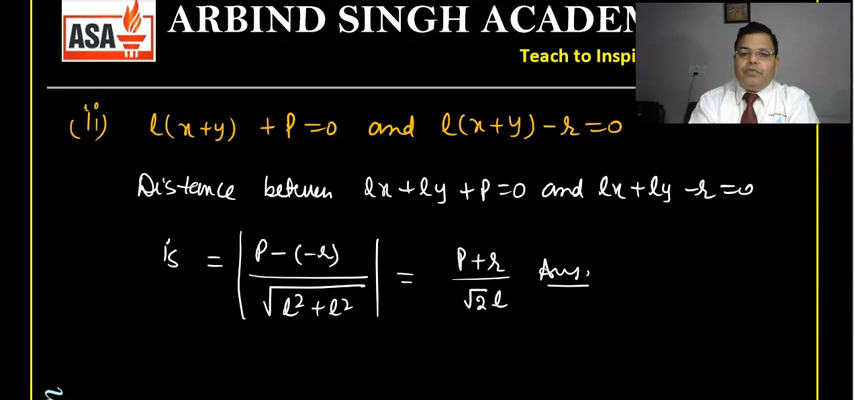 ARBIND SINGH ACADEM
ASA
Teach to Inspi
(ii) l(x+y) + P = 0 and l(x+y) - r = 0
Distance between lx + ly + P = 0 and lx + ly - r = 0
is = | P - (-r) / √l² + l² | = P + r / √2 l Ans.